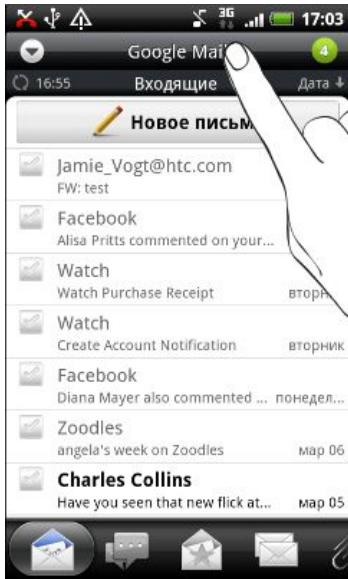 3G 17:03
Google Mail 4
16:55 Входящие Дата
Новое письм
Jamie_Vogt@htc.com
FW: test
Facebook
Alisa Pritts commented on your...
Watch
Watch Purchase Receipt
Watch
Create Account Notification вторник
Facebook
Diana Mayer also commented ... понедел...
Zoodles
angela's week on Zoodles мар 06
Charles Collins
Have you seen that new flick at... мар 05